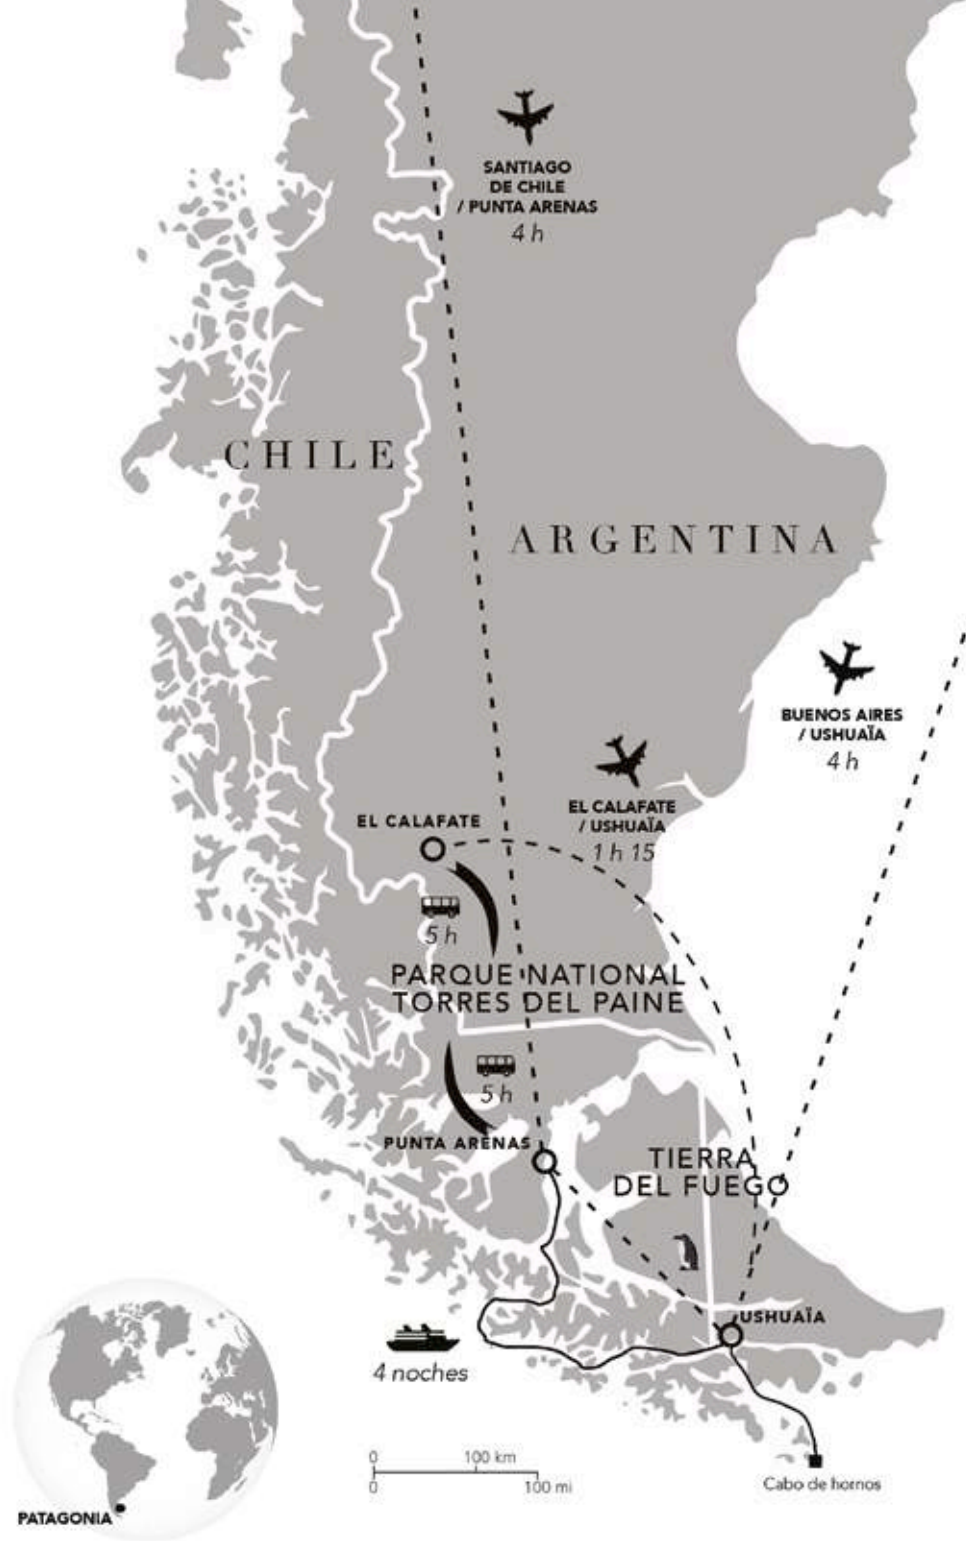 SANTIAGO
DE CHILE
/ PUNTA ARENAS
4 h
CHILE
ARGENTINA
BUENOS AIRES
/ USHUAÏA
4 h
EL CALAFATE
/ USHUAÏA
1 h 15
EL CALAFATE
5 h
PARQUE NATIONAL
TORRES DEL PAINE
5 h
PUNTA ARENAS
TIERRA
DEL FUEGO
USHUAÏA
4 noches
0 100 km
0 100 mi
Cabo de hornos
PATAGONIA